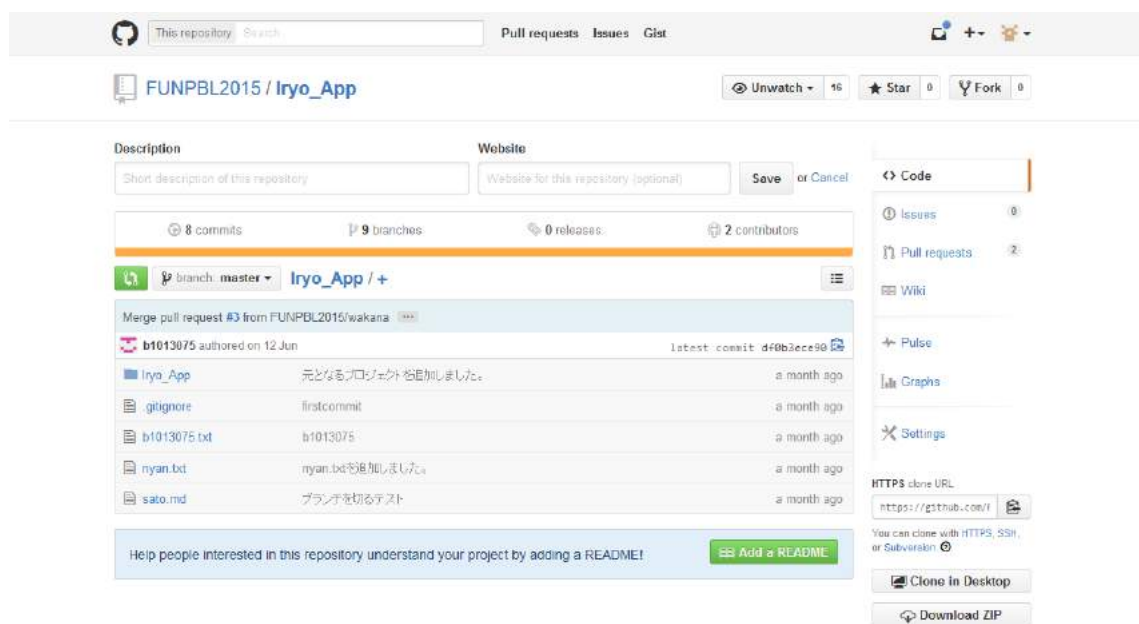 This repository Search
Pull requests Issues Gist
FUNPBL2015 / Iryo_App
Unwatch 16 Star 0 Fork 0
Description
Website
Short description of this repository
Website for this repository (optional)
Save or Cancel
8 commits 9 branches 0 releases 2 contributors
branch: master Iryo_App / +
Merge pull request #3 from FUNPBL2015/wakana
b1013075 authored on 12 Jun
latest commit df0b3ece90
Iryo_App 元となるプロジェクトを追加しました。 a month ago
.gitignore firstcommit a month ago
b1013075.txt b1013075 a month ago
nyan.txt nyan.txtを追加しました。 a month ago
sato.md ブランチを切るテスト a month ago
Help people interested in this repository understand your project by adding a README!
Add a README
Code
Issues 0
Pull requests 2
Wiki
Pulse
Graphs
Settings
HTTPS clone URL
https://github.com/F
You can clone with HTTPS, SSH,
or Subversion.
Clone in Desktop
Download ZIP